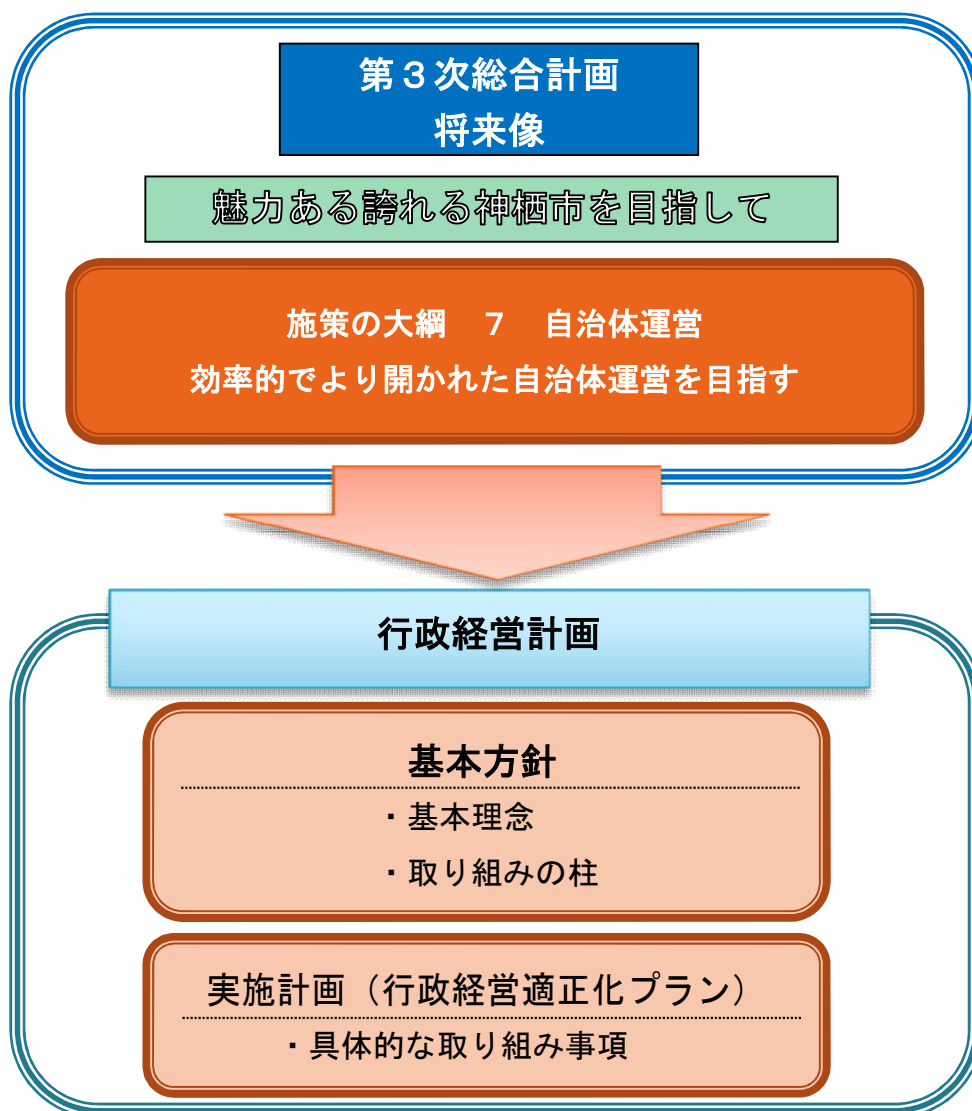 第３次総合計画
将来像
魅力ある誇れる神栖市を目指して
施策の大綱　７　自治体運営
効率的でより開かれた自治体運営を目指す
行政経営計画
基本方針
・基本理念
・取り組みの柱
実施計画（行政経営適正化プラン）
・具体的な取り組み事項